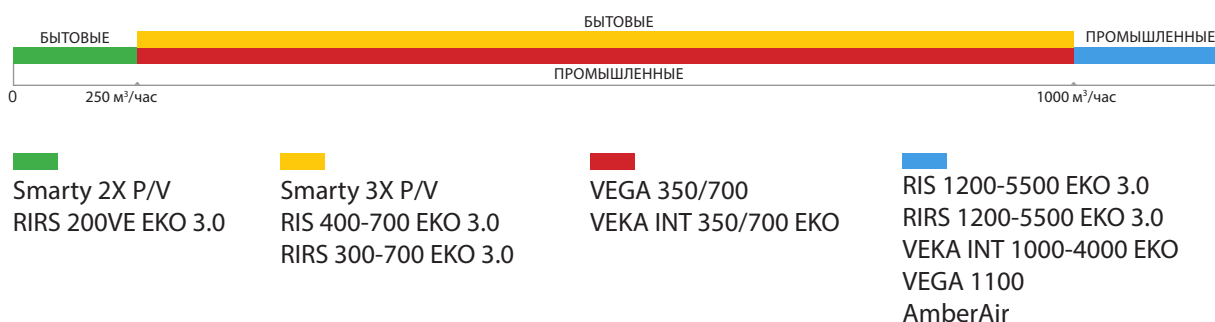 БЫТОВЫЕ
БЫТОВЫЕ
ПРОМЫШЛЕННЫЕ
ПРОМЫШЛЕННЫЕ
0
250 м³/час
1000 м³/час
Smarty 2X P/V
RIRS 200VE EKO 3.0
Smarty 3X P/V
RIS 400-700 EKO 3.0
RIRS 300-700 EKO 3.0
VEGA 350/700
VEKA INT 350/700 EKO
RIS 1200-5500 EKO 3.0
RIRS 1200-5500 EKO 3.0
VEKA INT 1000-4000 EKO
VEGA 1100
AmberAir